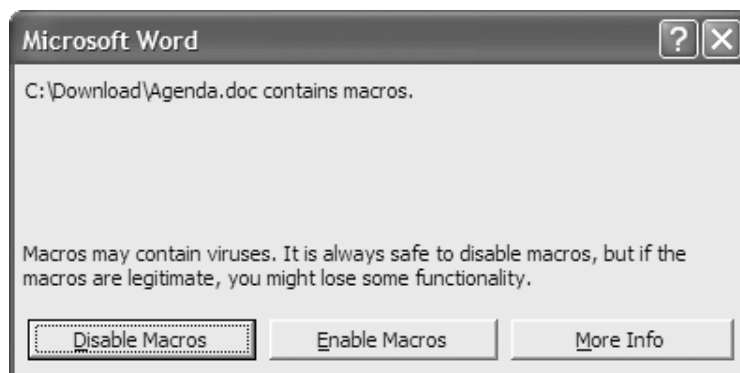 Microsoft Word
C:\Download\Agenda.doc contains macros.
Macros may contain viruses. It is always safe to disable macros, but if the
macros are legitimate, you might lose some functionality.
Disable Macros Enable Macros More Info